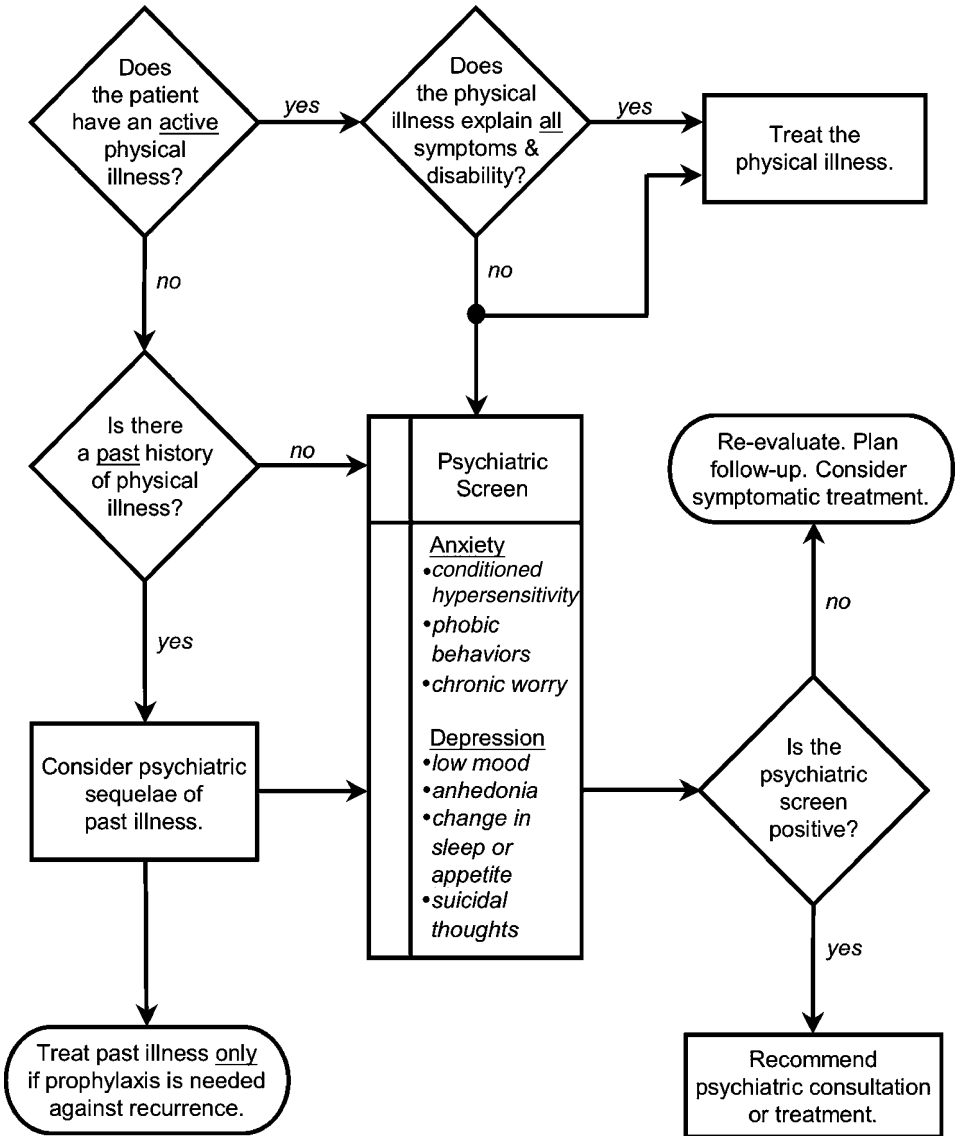 Does
the patient
have an active
physical
illness?
yes
Does
the physical
illness explain all
symptoms &
disability?
yes
Treat the
physical illness.
no
no
Is there
a past history
of physical
illness?
no
Psychiatric
Screen
Anxiety
•conditioned
hypersensitivity
•phobic
behaviors
•chronic worry
Depression
•low mood
•anhedonia
•change in
sleep or
appetite
•suicidal
thoughts
Re-evaluate. Plan
follow-up. Consider
symptomatic treatment.
no
yes
Consider psychiatric
sequelae of
past illness.
Is the
psychiatric
screen
positive?
yes
Treat past illness only
if prophylaxis is needed
against recurrence.
Recommend
psychiatric consultation
or treatment.